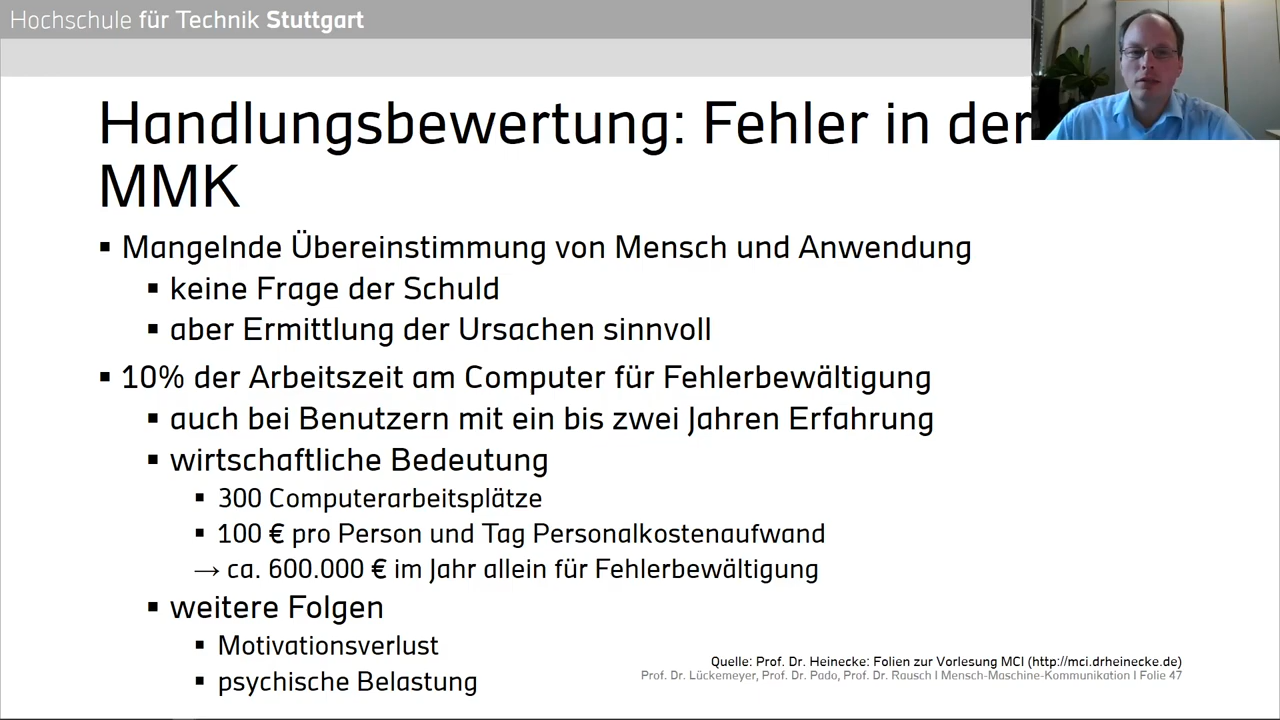 Hochschule für Technik Stuttgart
Handlungsbewertung: Fehler in der
MMK
▪ Mangelnde Übereinstimmung von Mensch und Anwendung
▪ keine Frage der Schuld
▪ aber Ermittlung der Ursachen sinnvoll
▪ 10% der Arbeitszeit am Computer für Fehlerbewältigung
▪ auch bei Benutzern mit ein bis zwei Jahren Erfahrung
▪ wirtschaftliche Bedeutung
▪ 300 Computerarbeitsplätze
▪ 100 € pro Person und Tag Personalkostenaufwand
→ ca. 600.000 € im Jahr allein für Fehlerbewältigung
▪ weitere Folgen
▪ Motivationsverlust
▪ psychische Belastung
Quelle: Prof. Dr. Heinecke: Folien zur Vorlesung MCI (http://mci.drheinecke.de)
Prof. Dr. Lückemeyer, Prof. Dr. Pado, Prof. Dr. Rausch I Mensch-Maschine-Kommunikation I Folie 47